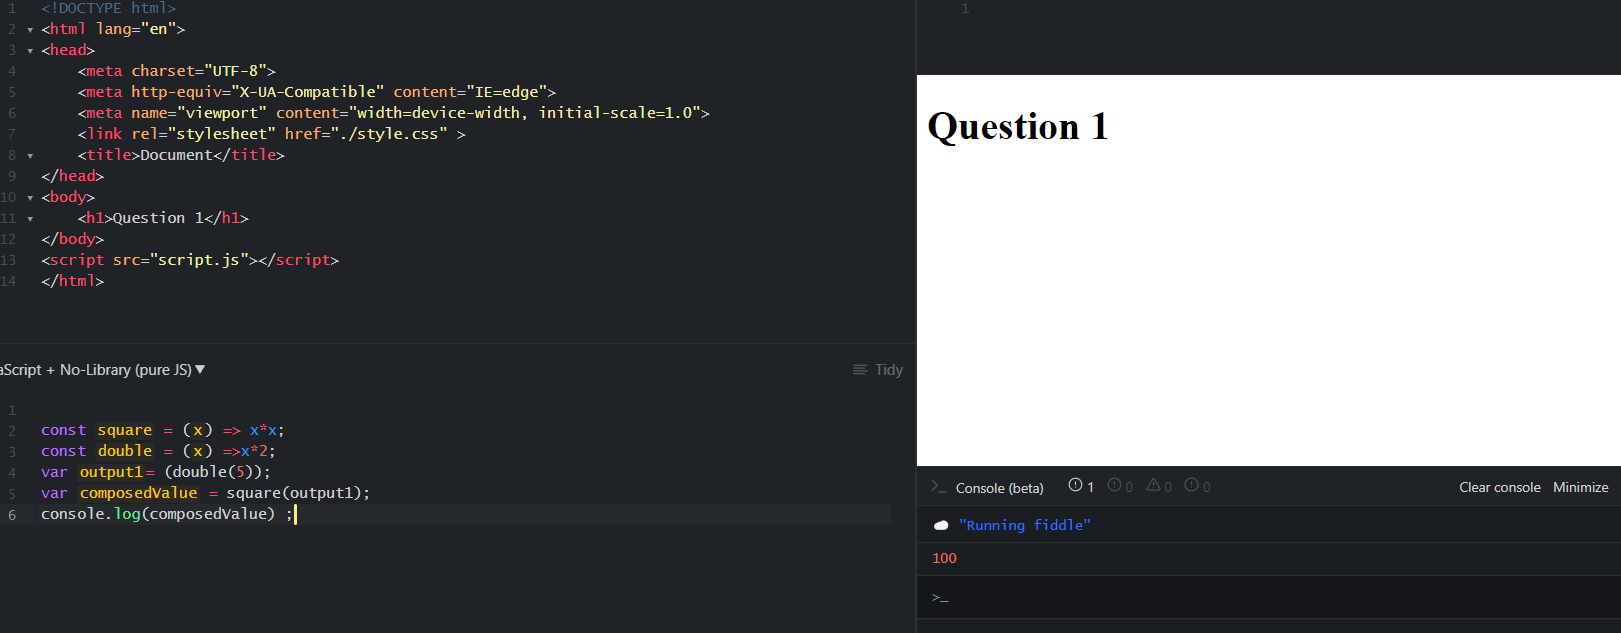 1 <!DOCTYPE html>
2 <html lang="en">
3 <head>
4 <meta charset="UTF-8">
5 <meta http-equiv="X-UA-Compatible" content="IE=edge">
6 <meta name="viewport" content="width=device-width, initial-scale=1.0">
7 <link rel="stylesheet" href="./style.css" >
8 <title>Document</title>
9 </head>
10 <body>
11 <h1>Question 1</h1>
12 </body>
13 <script src="script.js"></script>
14 </html>
aScript + No-Library (pure JS) ▼ Tidy
1
2 const square = (x) => x*x;
3 const double = (x) =>x*2;
4 var output1= (double(5));
5 var composedValue = square(output1);
6 console.log(composedValue) ;
1
Question 1
>_ Console (beta) 1 0 0 0 Clear console Minimize
"Running fiddle"
100
>_